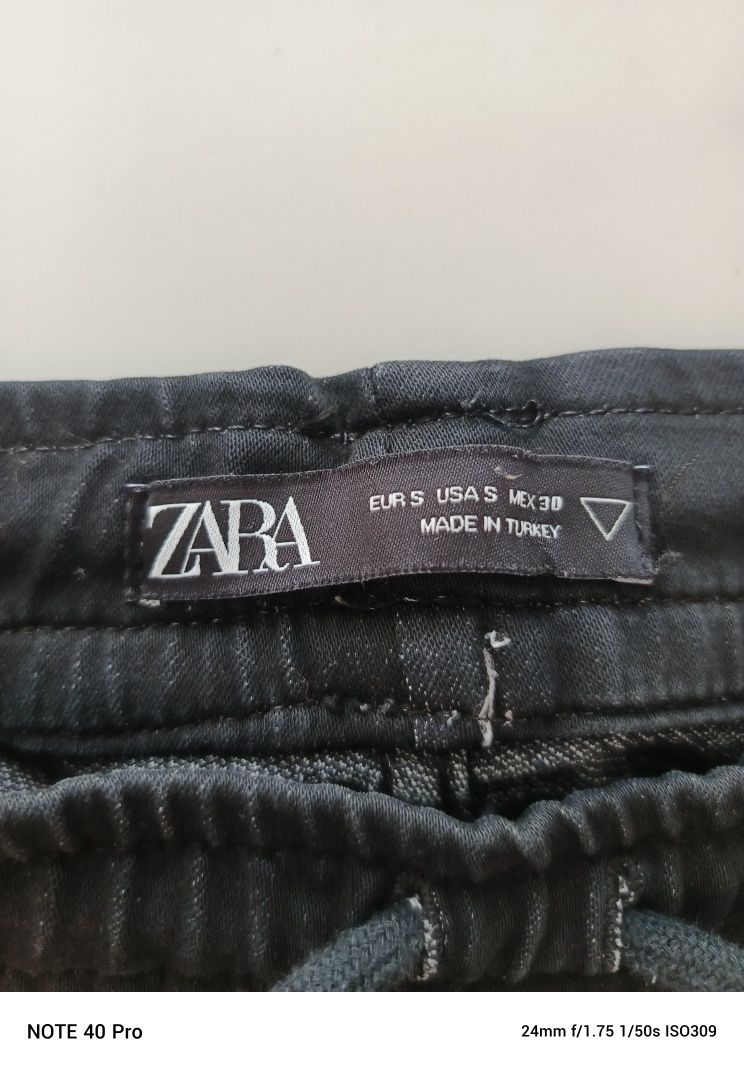 ZARA
EUR S USA S MEX 30
MADE IN TURKEY
NOTE 40 Pro
24mm f/1.75 1/50s ISO309